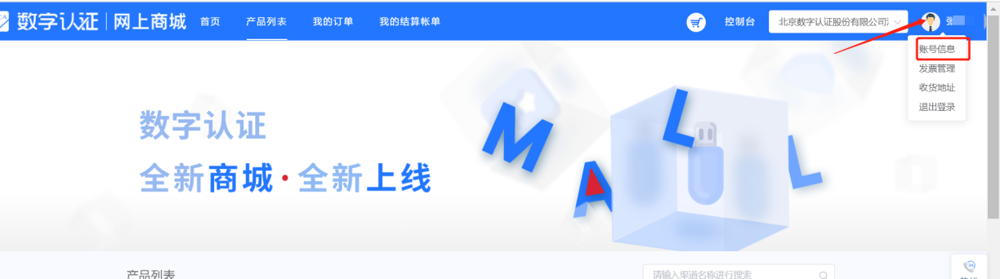 数字认证 网上商城 首页 产品列表 我的订单 我的结算帐单 控制台 北京数字认证股份有限公司 张
账号信息
发票管理
收货地址
退出登录
数字认证
全新商城·全新上线
M A L L
产品列表 请输入渠道名称进行搜索
24